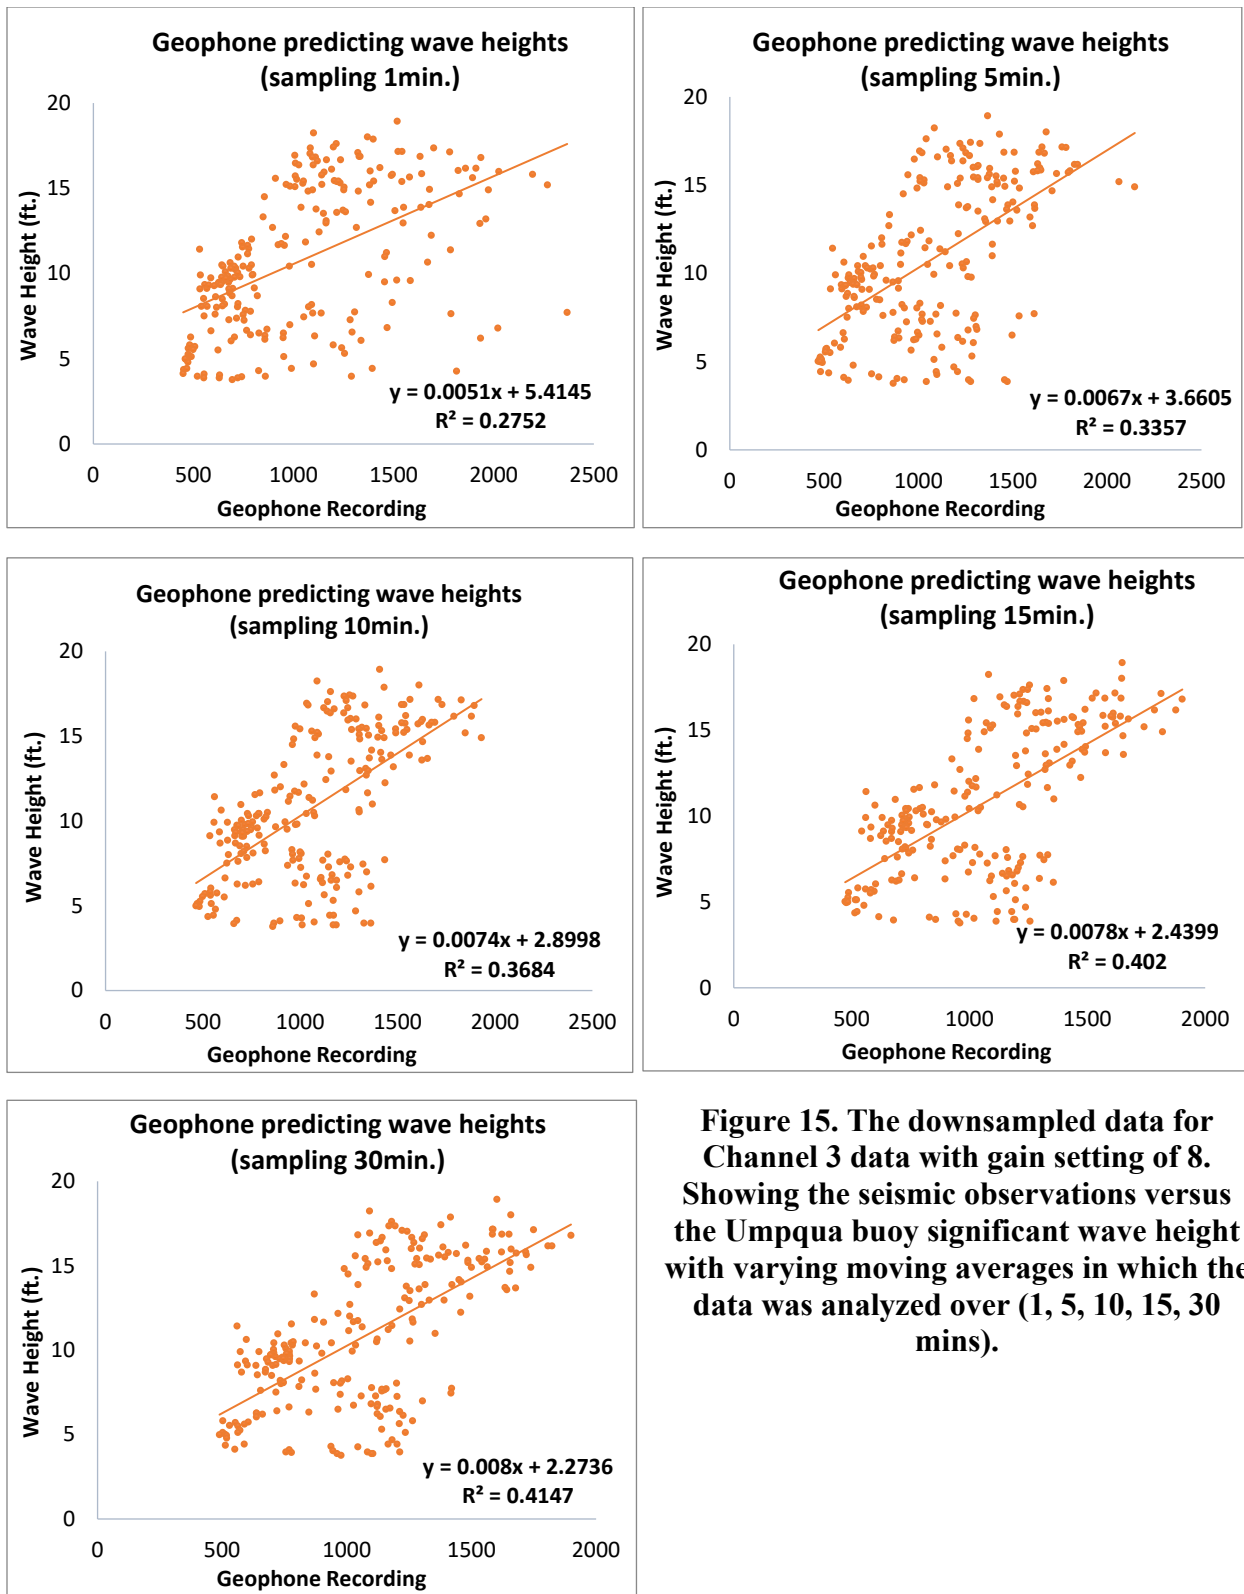 Geophone predicting wave heights
(sampling 1min.)
Wave Height (ft.)
20
15
10
5
0
y = 0.0051x + 5.4145
R² = 0.2752
0 500 1000 1500 2000 2500
Geophone Recording
Geophone predicting wave heights
(sampling 5min.)
Wave Height (ft.)
20
15
10
5
0
y = 0.0067x + 3.6605
R² = 0.3357
0 500 1000 1500 2000 2500
Geophone Recording
Geophone predicting wave heights
(sampling 10min.)
Wave Height (ft.)
20
15
10
5
0
y = 0.0074x + 2.8998
R² = 0.3684
0 500 1000 1500 2000 2500
Geophone Recording
Geophone predicting wave heights
(sampling 15min.)
Wave Height (ft.)
20
15
10
5
0
y = 0.0078x + 2.4399
R² = 0.402
0 500 1000 1500 2000
Geophone Recording
Geophone predicting wave heights
(sampling 30min.)
Wave Height (ft.)
20
15
10
5
0
y = 0.008x + 2.2736
R² = 0.4147
0 500 1000 1500 2000
Geophone Recording
Figure 15. The downsampled data for
Channel 3 data with gain setting of 8.
Showing the seismic observations versus
the Umpqua buoy significant wave height
with varying moving averages in which the
data was analyzed over (1, 5, 10, 15, 30
mins).